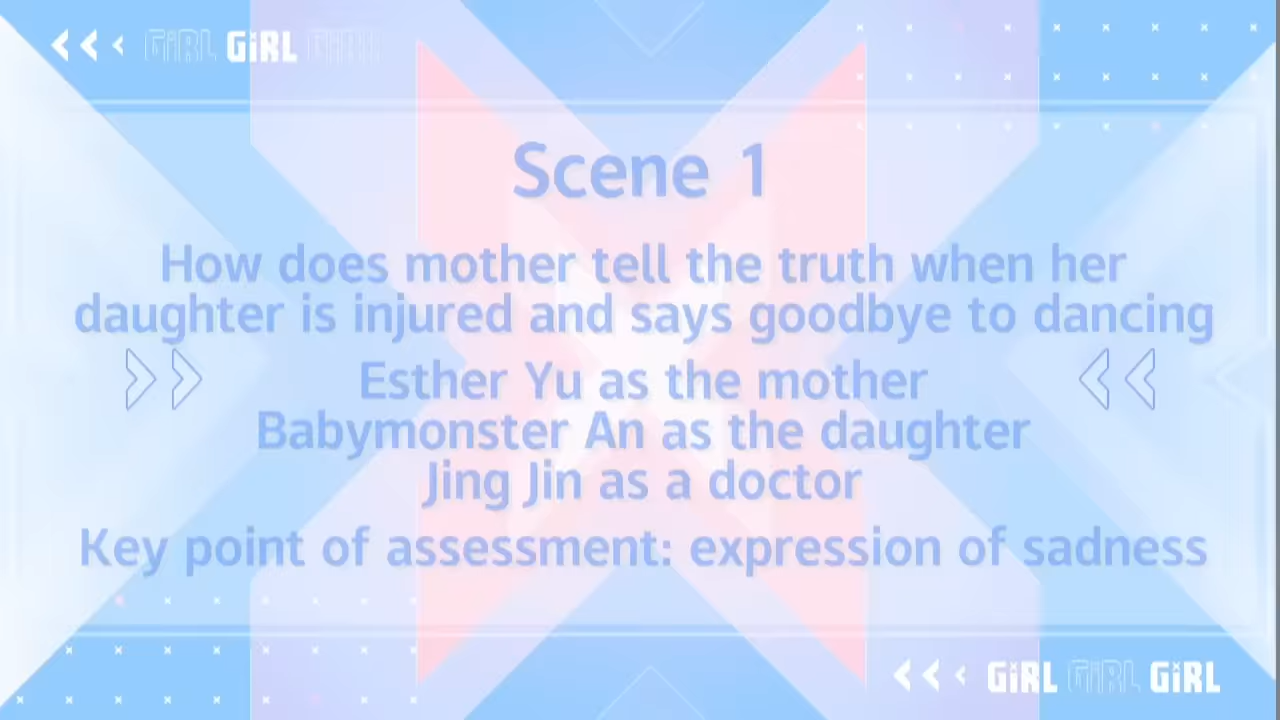 GiRL GiRL GiRL
Scene 1
How does mother tell the truth when her
daughter is injured and says goodbye to dancing
Esther Yu as the mother
Babymonster An as the daughter
Jing Jin as a doctor
Key point of assessment: expression of sadness
GiRL GiRL GiRL